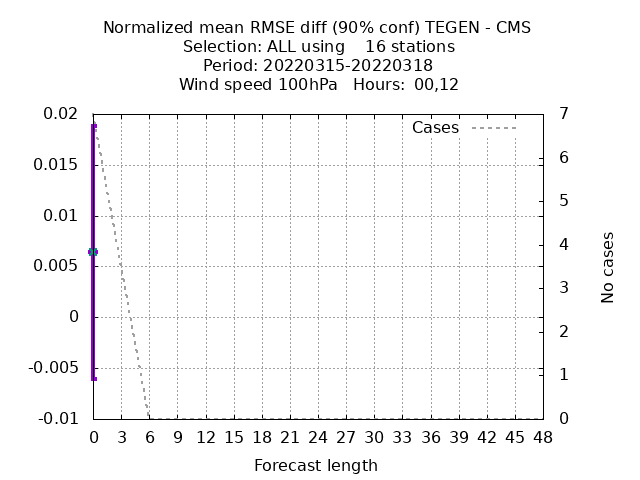 Normalized mean RMSE diff (90% conf) TEGEN - CMS
Selection: ALL using    16 stations
Period: 20220315-20220318
Wind speed 100hPa   Hours: 00,12
Cases
0.02
0.015
0.01
0.005
0
-0.005
-0.01
7
6
5
4
3
2
1
0
No cases
0 3 6 9 12 15 18 21 24 27 30 33 36 39 42 45 48
Forecast length